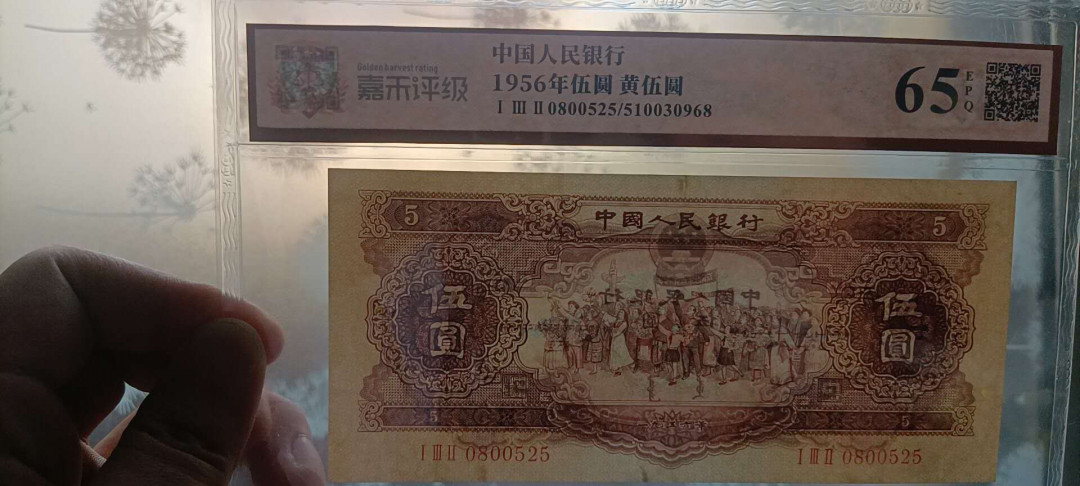 Goldenharvest rating
嘉禾评级
中国人民银行
1956年伍圆 黄伍圆
I III II 0800525/510030968
65
EPQ
5 中國人民銀行 5
伍圓 伍圓
5 5
I III II 0800525 I III II 0800525